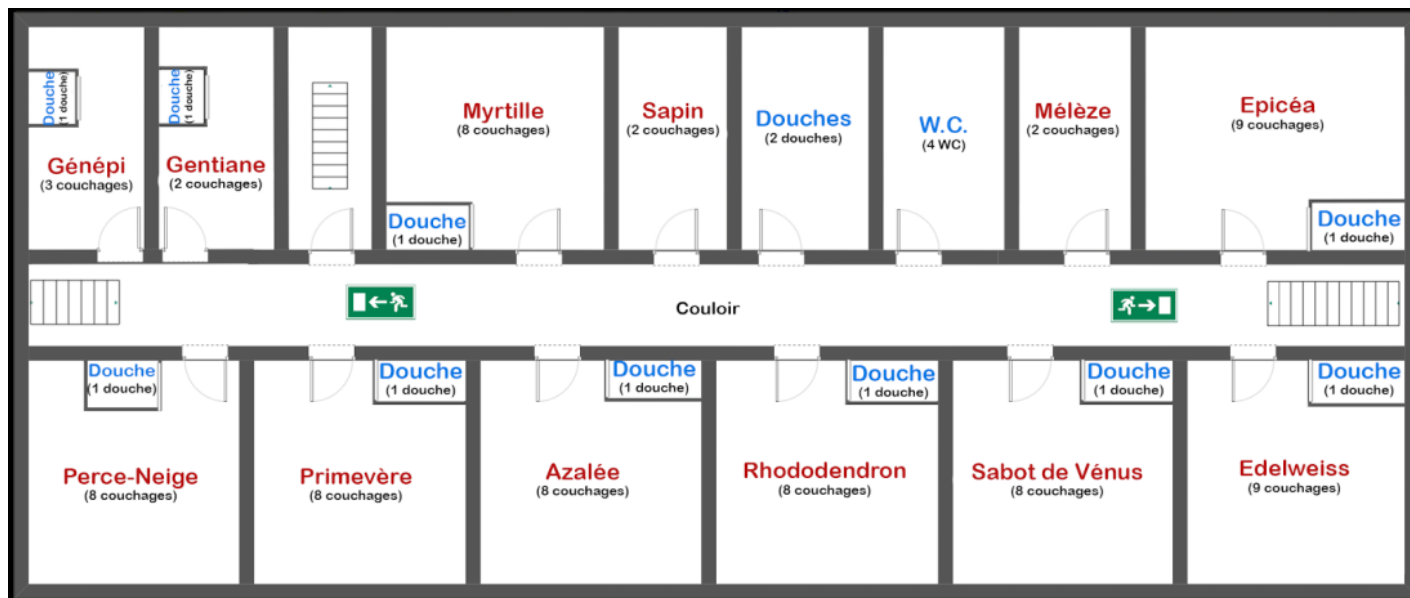 Douche
(1 douche)
Génépi
(3 couchages)
Douche
(1 douche)
Gentiane
(2 couchages)
Myrtille
(8 couchages)
Douche
(1 douche)
Sapin
(2 couchages)
Douches
(2 douches)
W.C.
(4 WC)
Mélèze
(2 couchages)
Epicéa
(9 couchages)
Douche
(1 douche)
Couloir
Douche
(1 douche)
Perce-Neige
(8 couchages)
Douche
(1 douche)
Primevère
(8 couchages)
Douche
(1 douche)
Azalée
(8 couchages)
Douche
(1 douche)
Rhododendron
(8 couchages)
Douche
(1 douche)
Sabot de Vénus
(8 couchages)
Douche
(1 douche)
Edelweiss
(9 couchages)